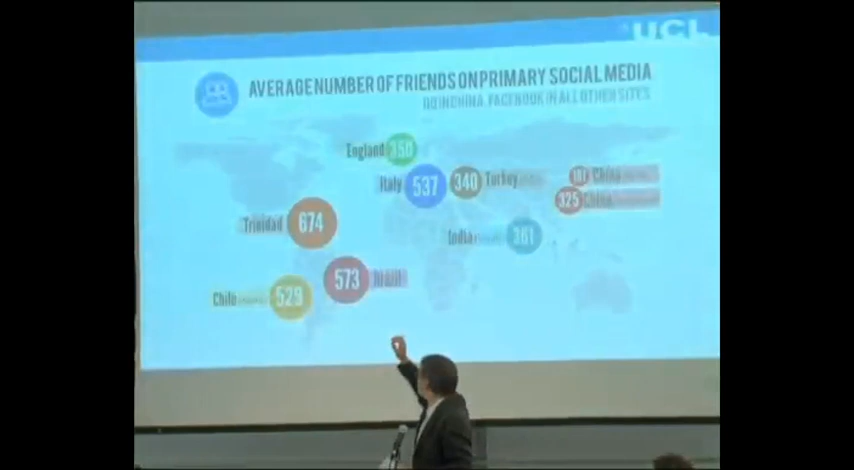 UCL
AVERAGE NUMBER OF FRIENDS ON PRIMARY SOCIAL MEDIA
QQ IN CHINA, FACEBOOK IN ALL OTHER SITES
England 350
Italy 537
340 Turkey
China
325 China
Trinidad 674
India 361
573 Brazil
Chile 529